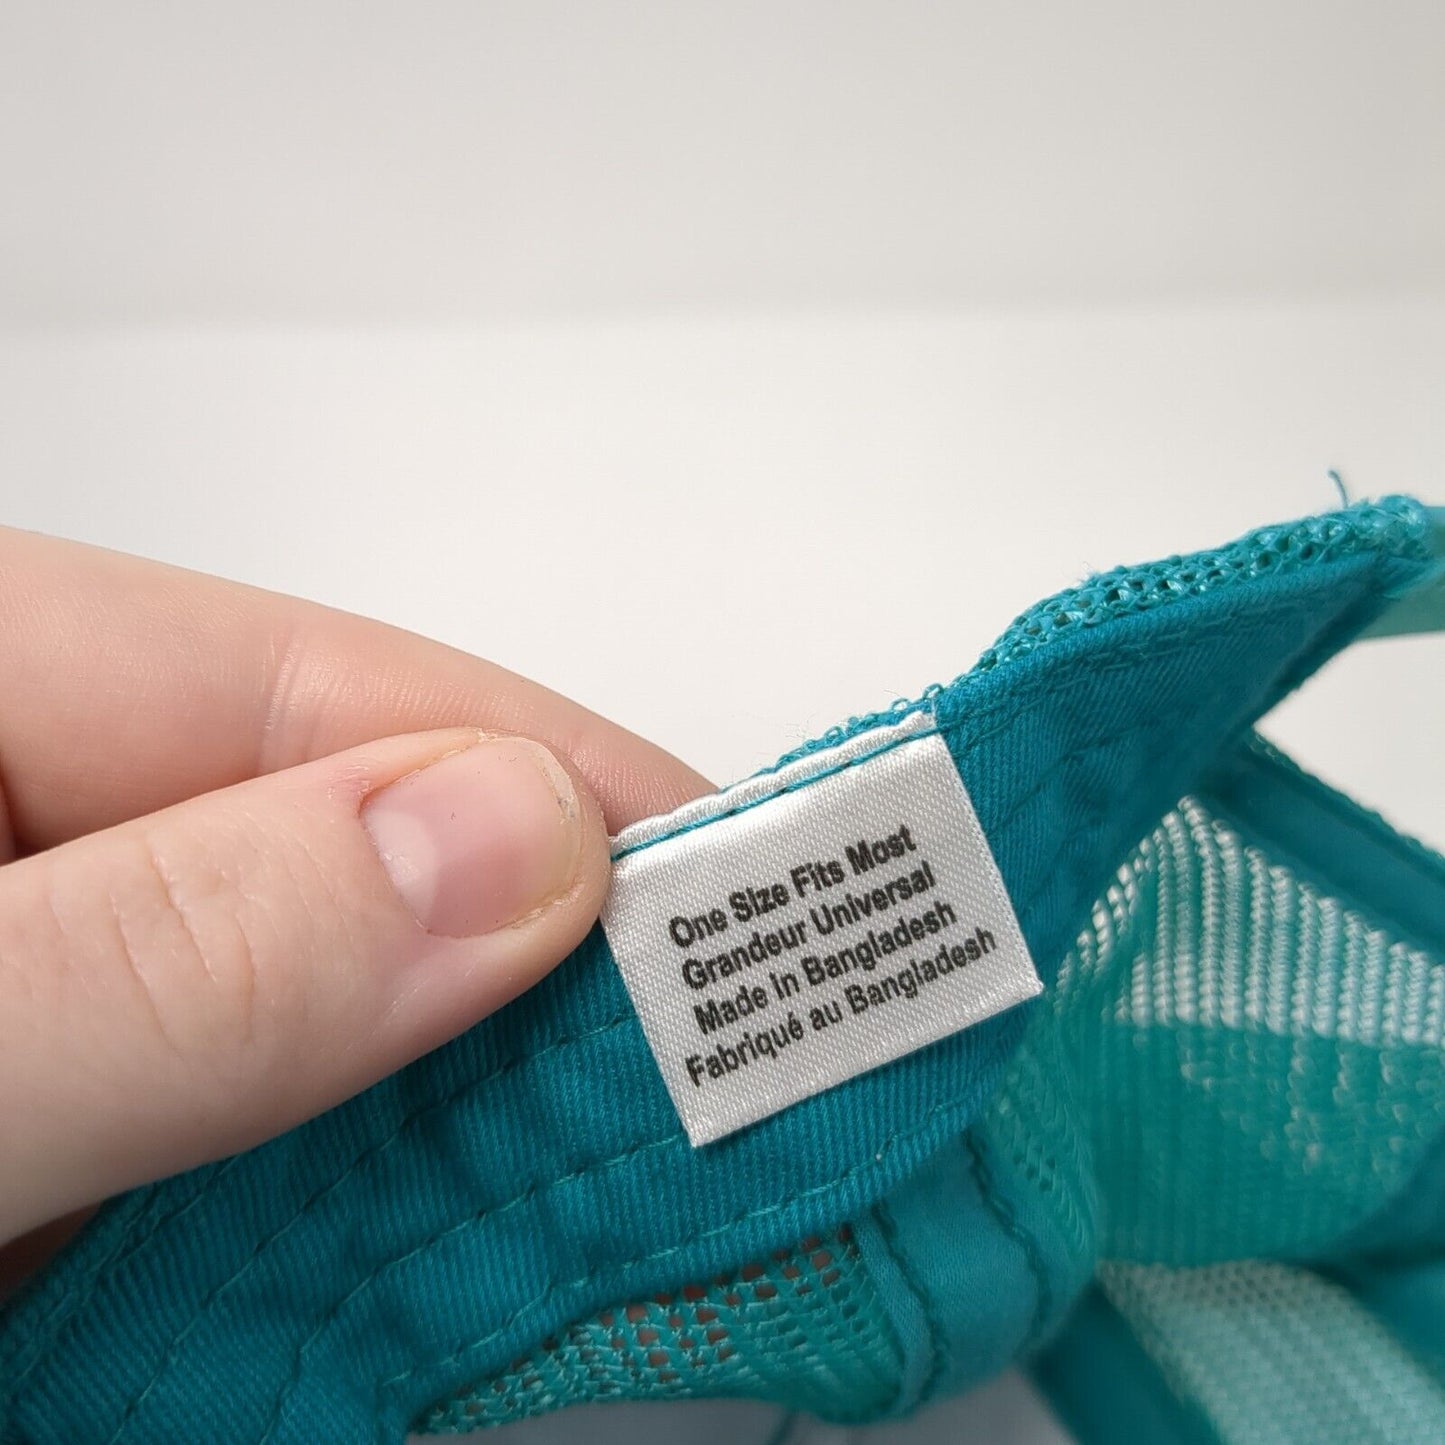 One Size Fits Most
Grandeur Universal
Made In Bangladesh
Fabriqué au Bangladesh